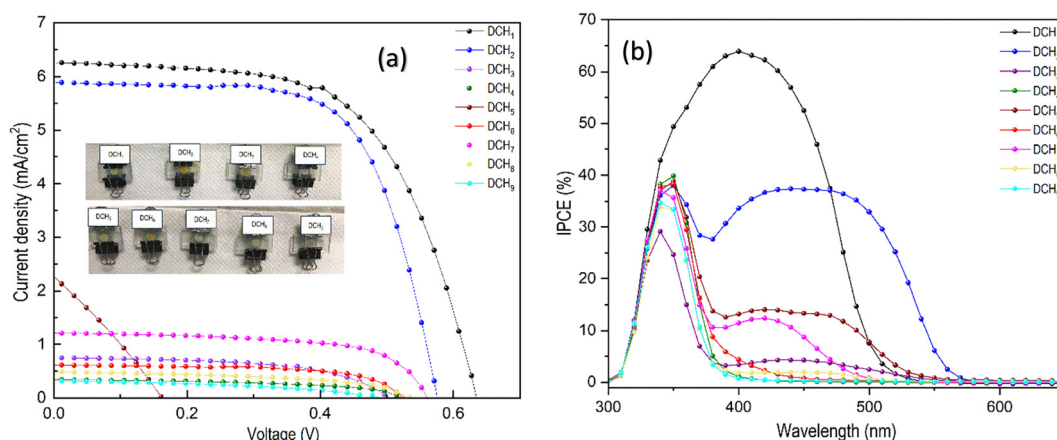 (a)
Current density (mA/cm²)
7
6
5
4
3
2
1
0
0.0 0.2 0.4 0.6
Voltage (V)
DCH₁
DCH₂
DCH₃
DCH₄
DCH₅
DCH₆
DCH₇
DCH₈
DCH₉
(b)
IPCE (%)
70
60
50
40
30
20
10
0
300 400 500 600
Wavelength (nm)
DCH
DCH
DCH
DCH
DCH
DCH
DCH
DCH
DCH